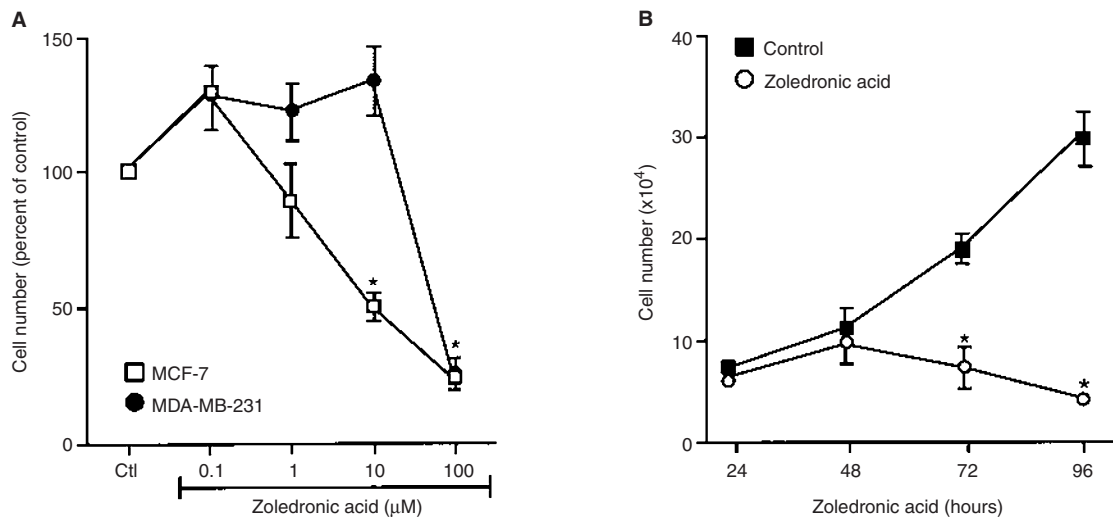 A
150
100
50
0
Cell number (percent of control)
*
*
MCF-7
MDA-MB-231
Ctl 0.1 1 10 100
Zoledronic acid (μM)
B
Control
Zoledronic acid
40
30
20
10
0
Cell number (x10⁴)
*
*
24 48 72 96
Zoledronic acid (hours)